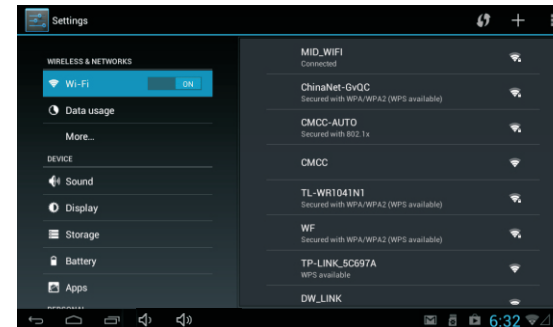 Settings
WIRELESS & NETWORKS
Wi-Fi
ON
Data usage
More...
DEVICE
Sound
Display
Storage
Battery
Apps
PERSONAL
MID_WIFI
Connected
ChinaNet-GvQC
Secured with WPA/WPA2 (WPS available)
CMCC-AUTO
Secured with 802.1x
CMCC
TL-WR1041N1
Secured with WPA/WPA2 (WPS available)
WF
Secured with WPA/WPA2 (WPS available)
TP-LINK_5C697A
WPS available
DW_LINK
6:32